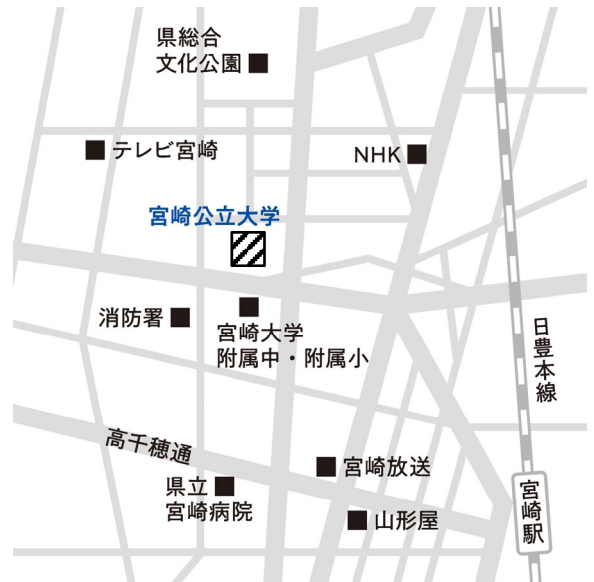 県総合
文化公園
テレビ宮崎
NHK
宮崎公立大学
消防署
宮崎大学
附属中・附属小
日豊本線
高千穂通
宮崎放送
県立
宮崎病院
山形屋
宮崎駅